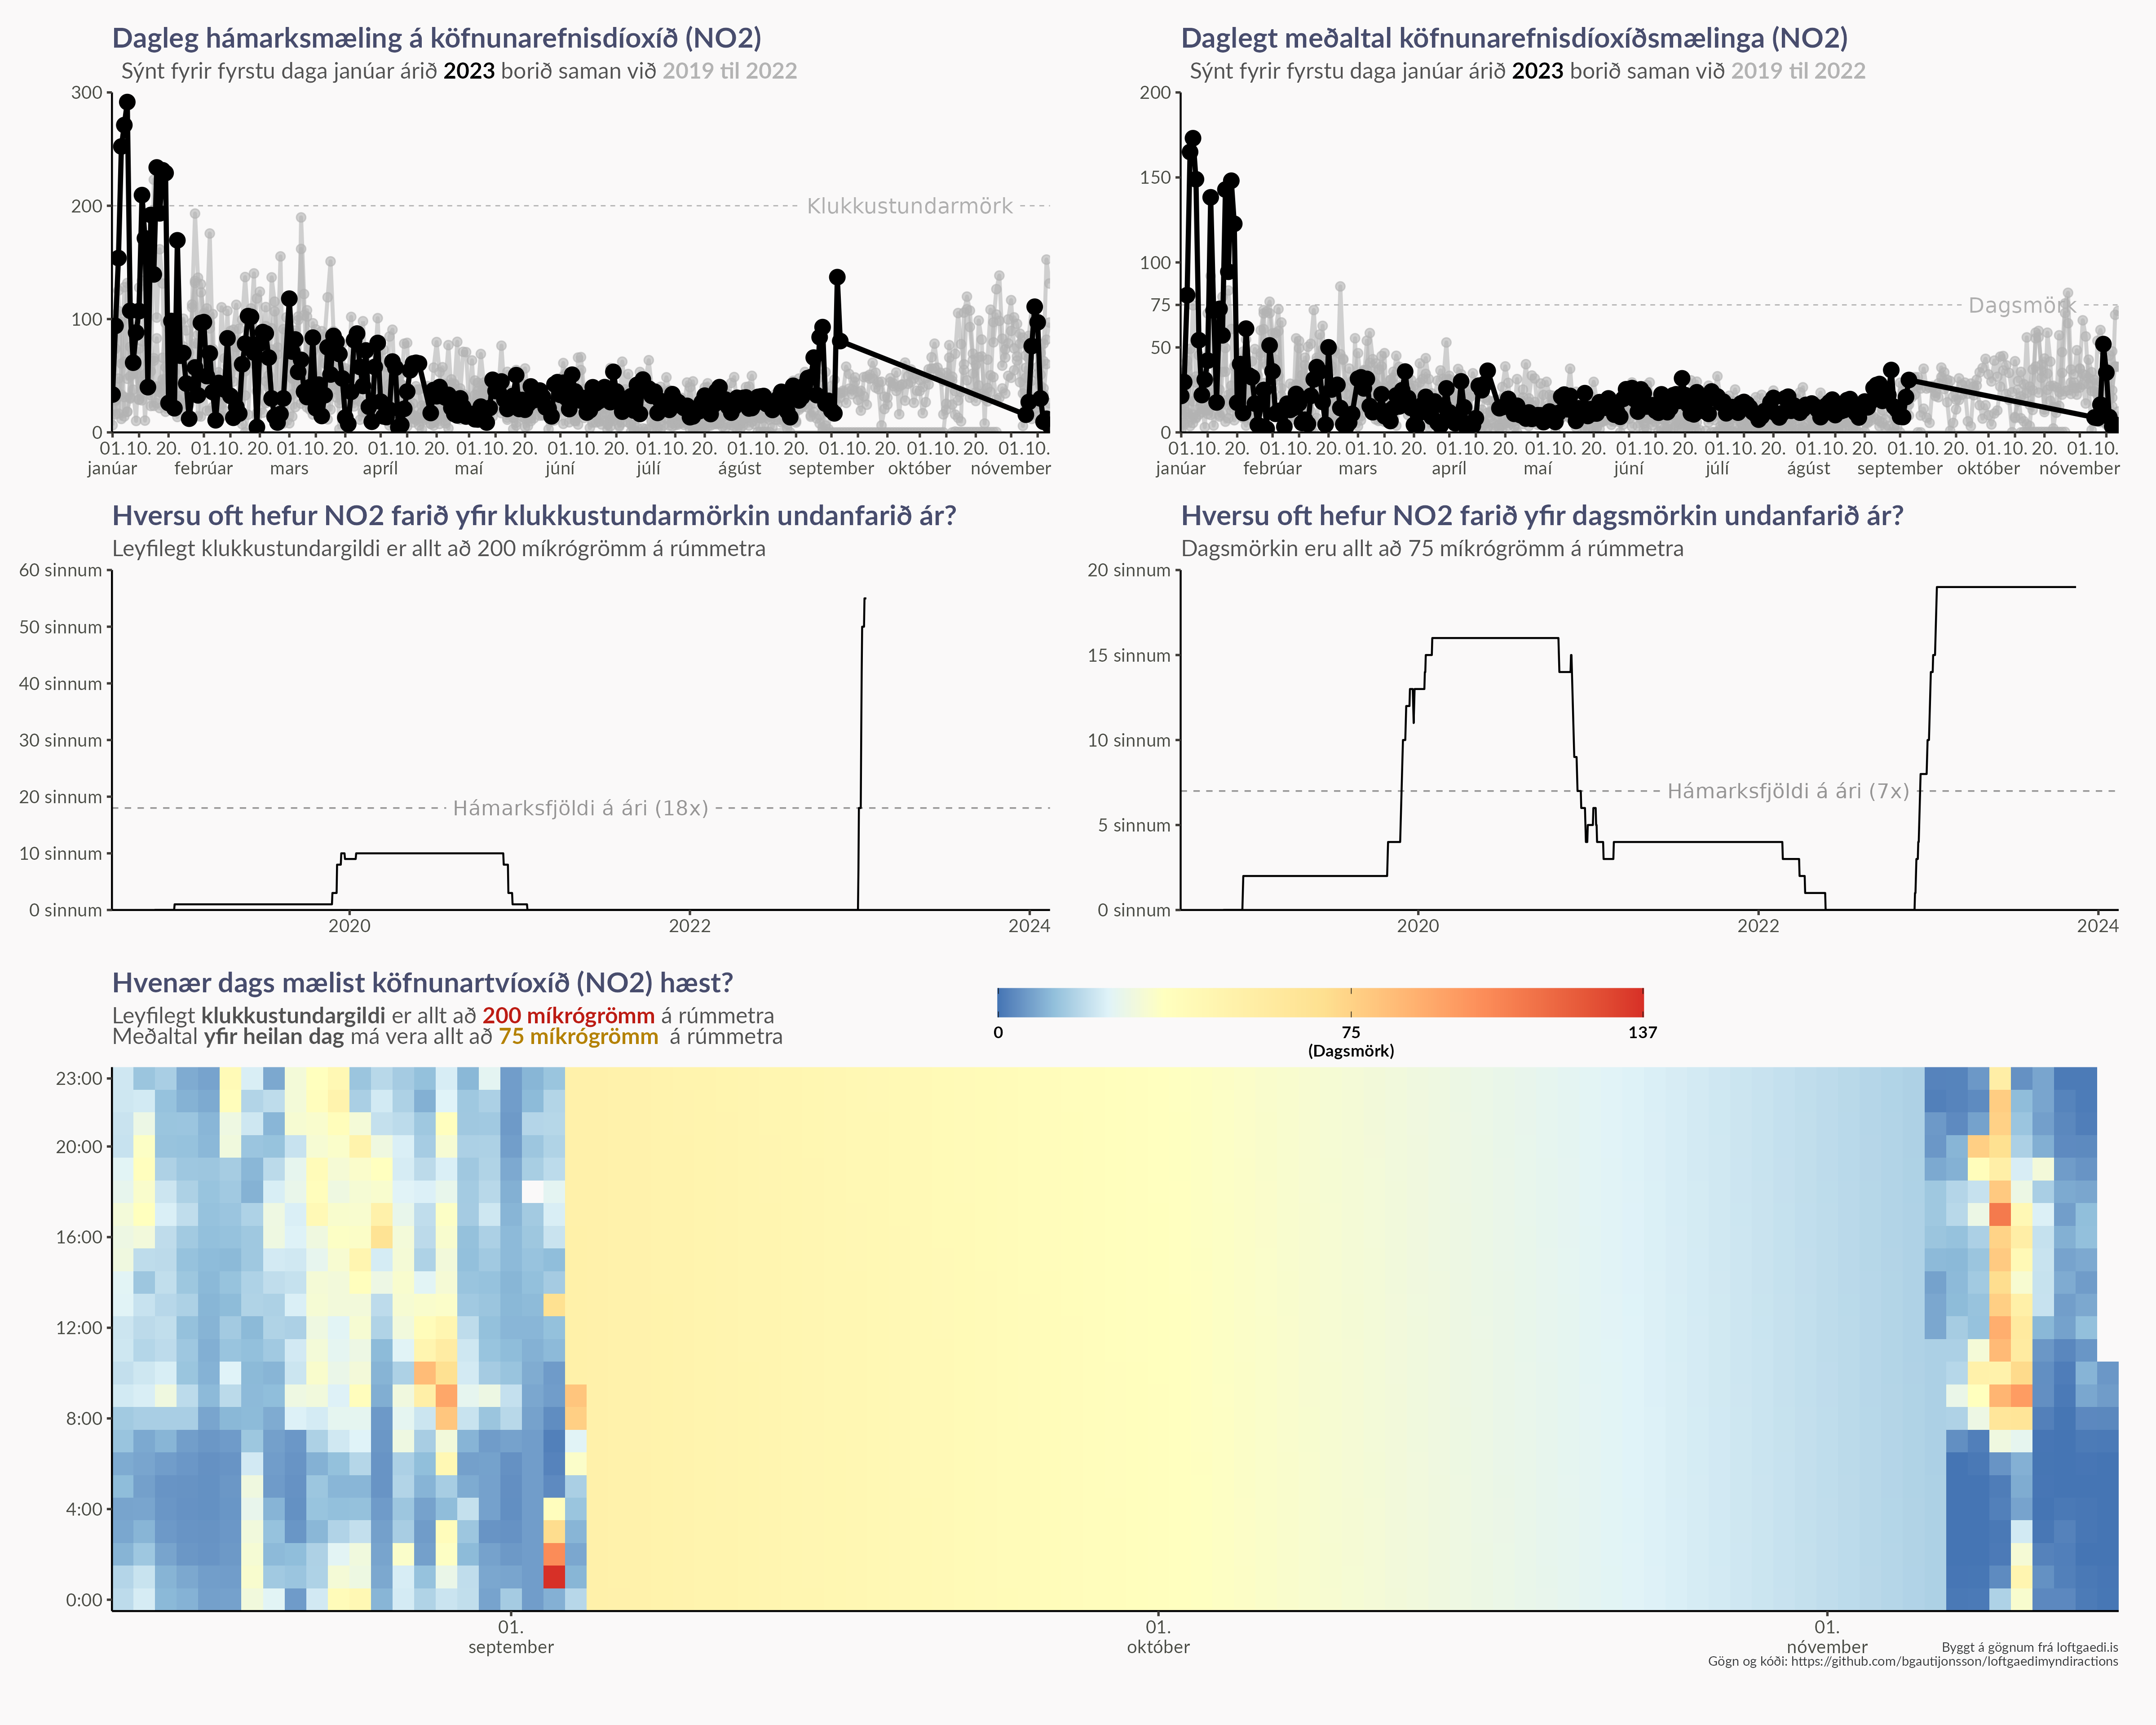 Dagleg hámarksmæling á köfnunarefnisdíoxíð (NO2)
Sýnt fyrir fyrstu daga janúar árið 2023 borið saman við 2019 til 2022
300
200
100
0
Klukkustundarmörk
01. 10. 20. 01. 10. 20. 01. 10. 20. 01. 10. 20. 01. 10. 20. 01. 10. 20. 01. 10. 20. 01. 10. 20. 01. 10. 20. 01. 10. 20. 01. 10.
janúar febrúar mars apríl maí júní júlí ágúst september október nóvember
Daglegt meðaltal köfnunarefnisdíoxíðsmælinga (NO2)
Sýnt fyrir fyrstu daga janúar árið 2023 borið saman við 2019 til 2022
200
150
100
75
50
0
Dagsmörk
01. 10. 20. 01. 10. 20. 01. 10. 20. 01. 10. 20. 01. 10. 20. 01. 10. 20. 01. 10. 20. 01. 10. 20. 01. 10. 20. 01. 10. 20. 01. 10.
janúar febrúar mars apríl maí júní júlí ágúst september október nóvember
Hversu oft hefur NO2 farið yfir klukkustundarmörkin undanfarið ár?
Leyfilegt klukkustundargildi er allt að 200 míkrógrömm á rúmmetra
60 sinnum
50 sinnum
40 sinnum
30 sinnum
20 sinnum
10 sinnum
0 sinnum
Hámarksfjöldi á ári (18x)
2020 2022 2024
Hversu oft hefur NO2 farið yfir dagsmörkin undanfarið ár?
Dagsmörkin eru allt að 75 míkrógrömm á rúmmetra
20 sinnum
15 sinnum
10 sinnum
5 sinnum
0 sinnum
Hámarksfjöldi á ári (7x)
2020 2022 2024
Hvenær dags mælist köfnunartvíoxíð (NO2) hæst?
Leyfilegt klukkustundargildi er allt að 200 míkrógrömm á rúmmetra
Meðaltal yfir heilan dag má vera allt að 75 míkrógrömm á rúmmetra
0 75 137
(Dagsmörk)
23:00
20:00
16:00
12:00
8:00
4:00
0:00
01. 01. 01.
september október nóvember
Byggt á gögnum frá loftgaedi.is
Gögn og kóði: https://github.com/bgautijonsson/loftgaedimyndiractions